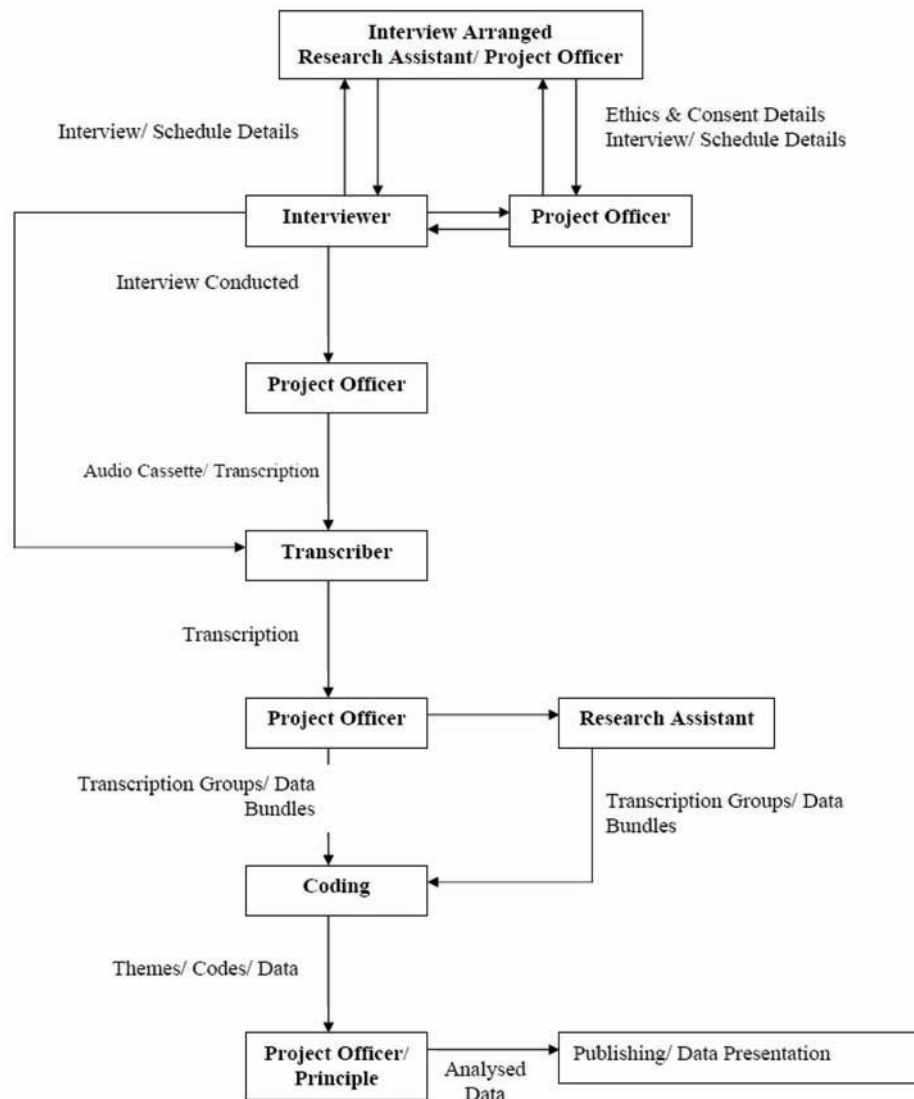 Interview Arranged
Research Assistant/ Project Officer
Interview/ Schedule Details
Ethics & Consent Details
Interview/ Schedule Details
Interviewer
Project Officer
Interview Conducted
Project Officer
Audio Cassette/ Transcription
Transcriber
Transcription
Project Officer
Research Assistant
Transcription Groups/ Data
Bundles
Transcription Groups/ Data
Bundles
Coding
Themes/ Codes/ Data
Project Officer/
Principle
Analysed
Data
Publishing/ Data Presentation